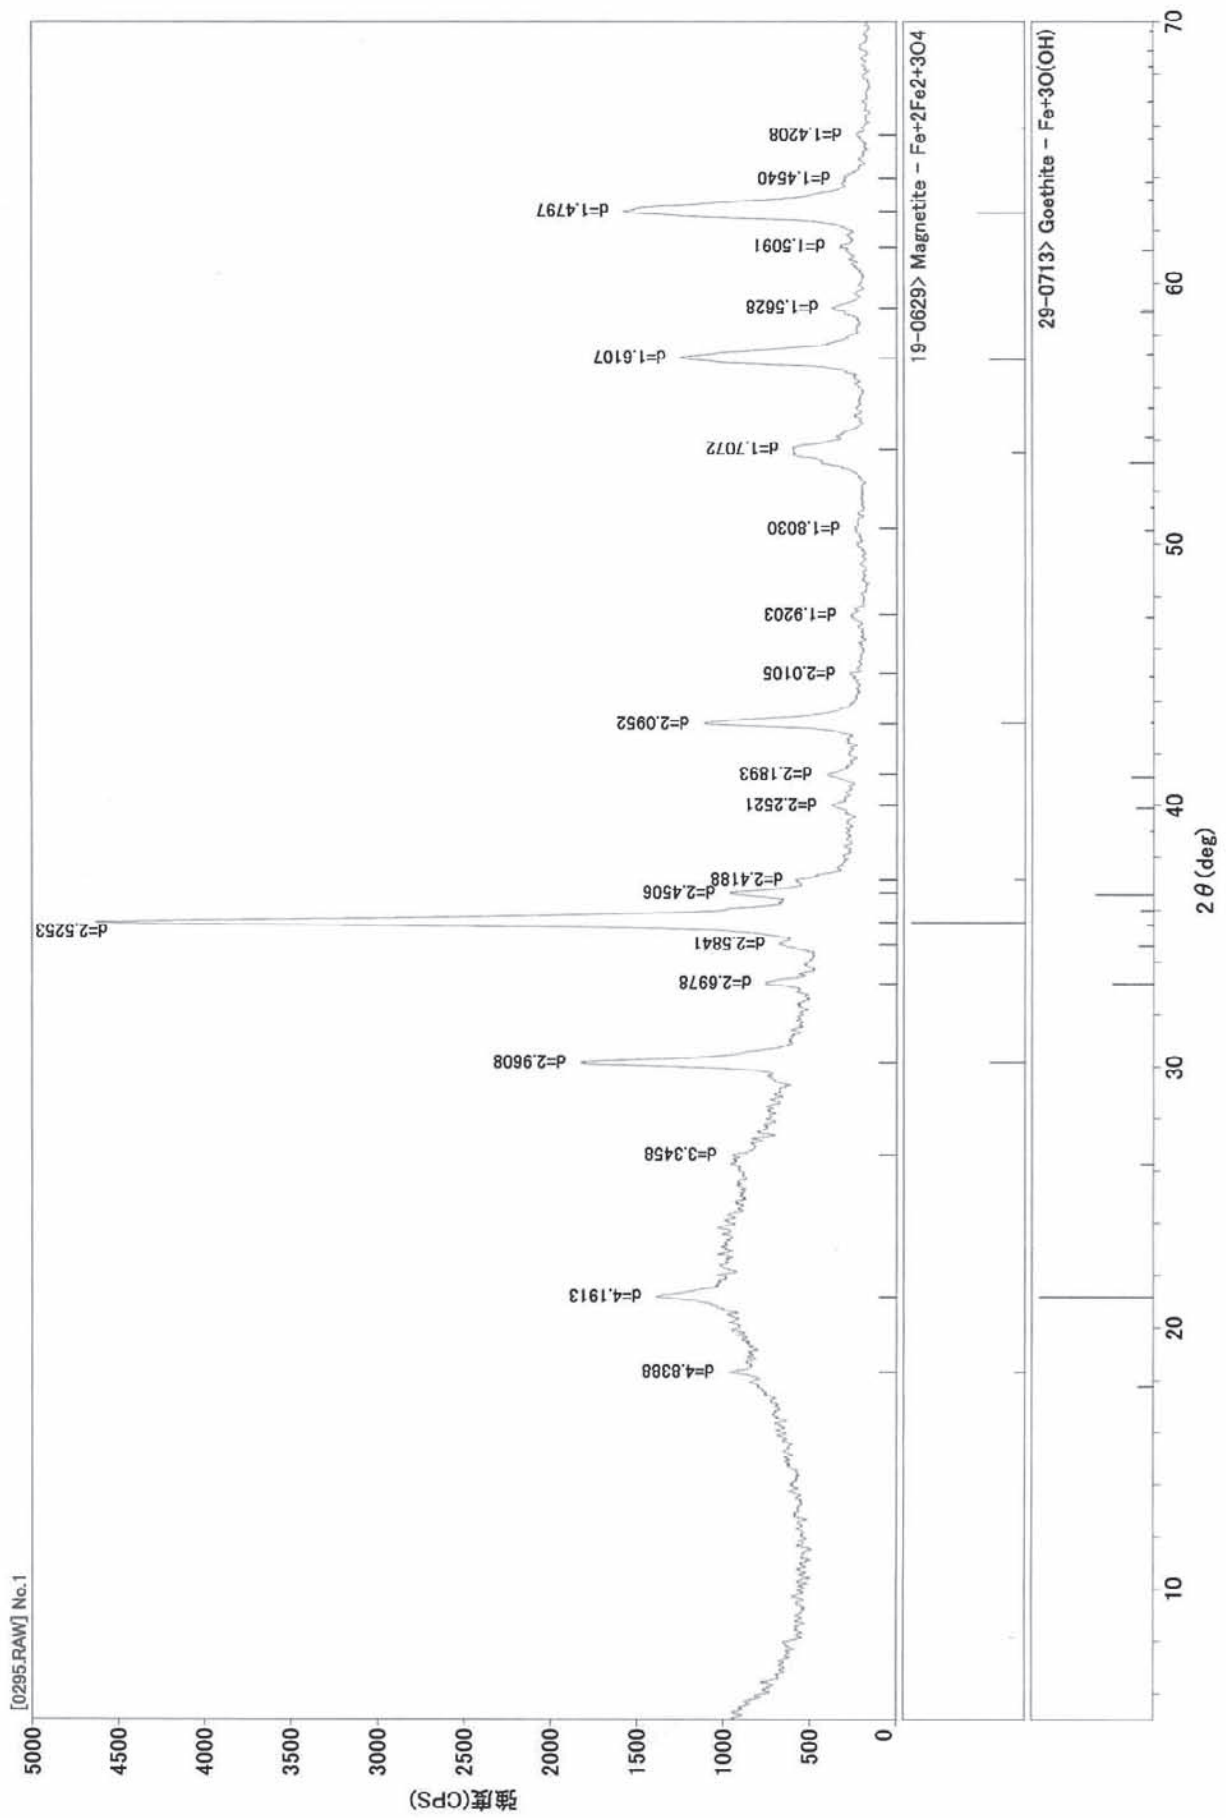 [0295.RAW] No.1
強度(CPS)
5000
4500
4000
3500
3000
2500
2000
1500
1000
500
0
d=4.8388
d=4.1913
d=3.3458
d=2.9608
d=2.6978
d=2.5841
d=2.5253
d=2.4506
d=2.4188
d=2.2521
d=2.1893
d=2.0952
d=2.0105
d=1.9203
d=1.8030
d=1.7072
d=1.6107
d=1.5628
d=1.5091
d=1.4797
d=1.4540
d=1.4208
19-0629> Magnetite - Fe+2Fe2+3O4
29-0713> Goethite - Fe+3O(OH)
10
20
30
40
50
60
70
2θ(deg)